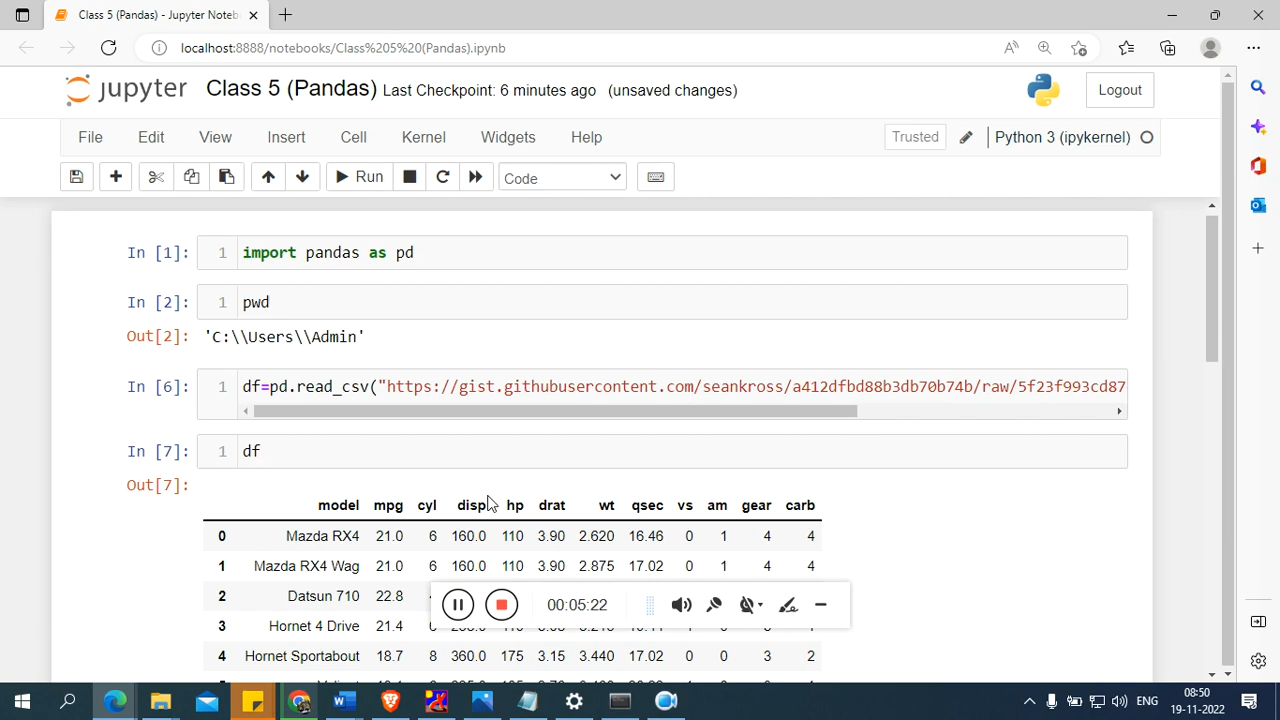 Class 5 (Pandas) - Jupyter Noteb
localhost:8888/notebooks/Class%205%20(Pandas).ipynb
jupyter Class 5 (Pandas) Last Checkpoint: 6 minutes ago (unsaved changes) Logout
File Edit View Insert Cell Kernel Widgets Help Trusted Python 3 (ipykernel)
Run Code
In [1]: 1 import pandas as pd
In [2]: 1 pwd
Out[2]: 'C:\\Users\\Admin'
In [6]: 1 df=pd.read_csv("https://gist.githubusercontent.com/seankross/a412dfbd88b3db70b74b/raw/5f23f993cd87
In [7]: 1 df
Out[7]:
model mpg cyl disp hp drat wt qsec vs am gear carb
0 Mazda RX4 21.0 6 160.0 110 3.90 2.620 16.46 0 1 4 4
1 Mazda RX4 Wag 21.0 6 160.0 110 3.90 2.875 17.02 0 1 4 4
2 Datsun 710 22.8
3 Hornet 4 Drive 21.4
4 Hornet Sportabout 18.7 8 360.0 175 3.15 3.440 17.02 0 0 3 2
00:05:22
ENG
08:50
19-11-2022